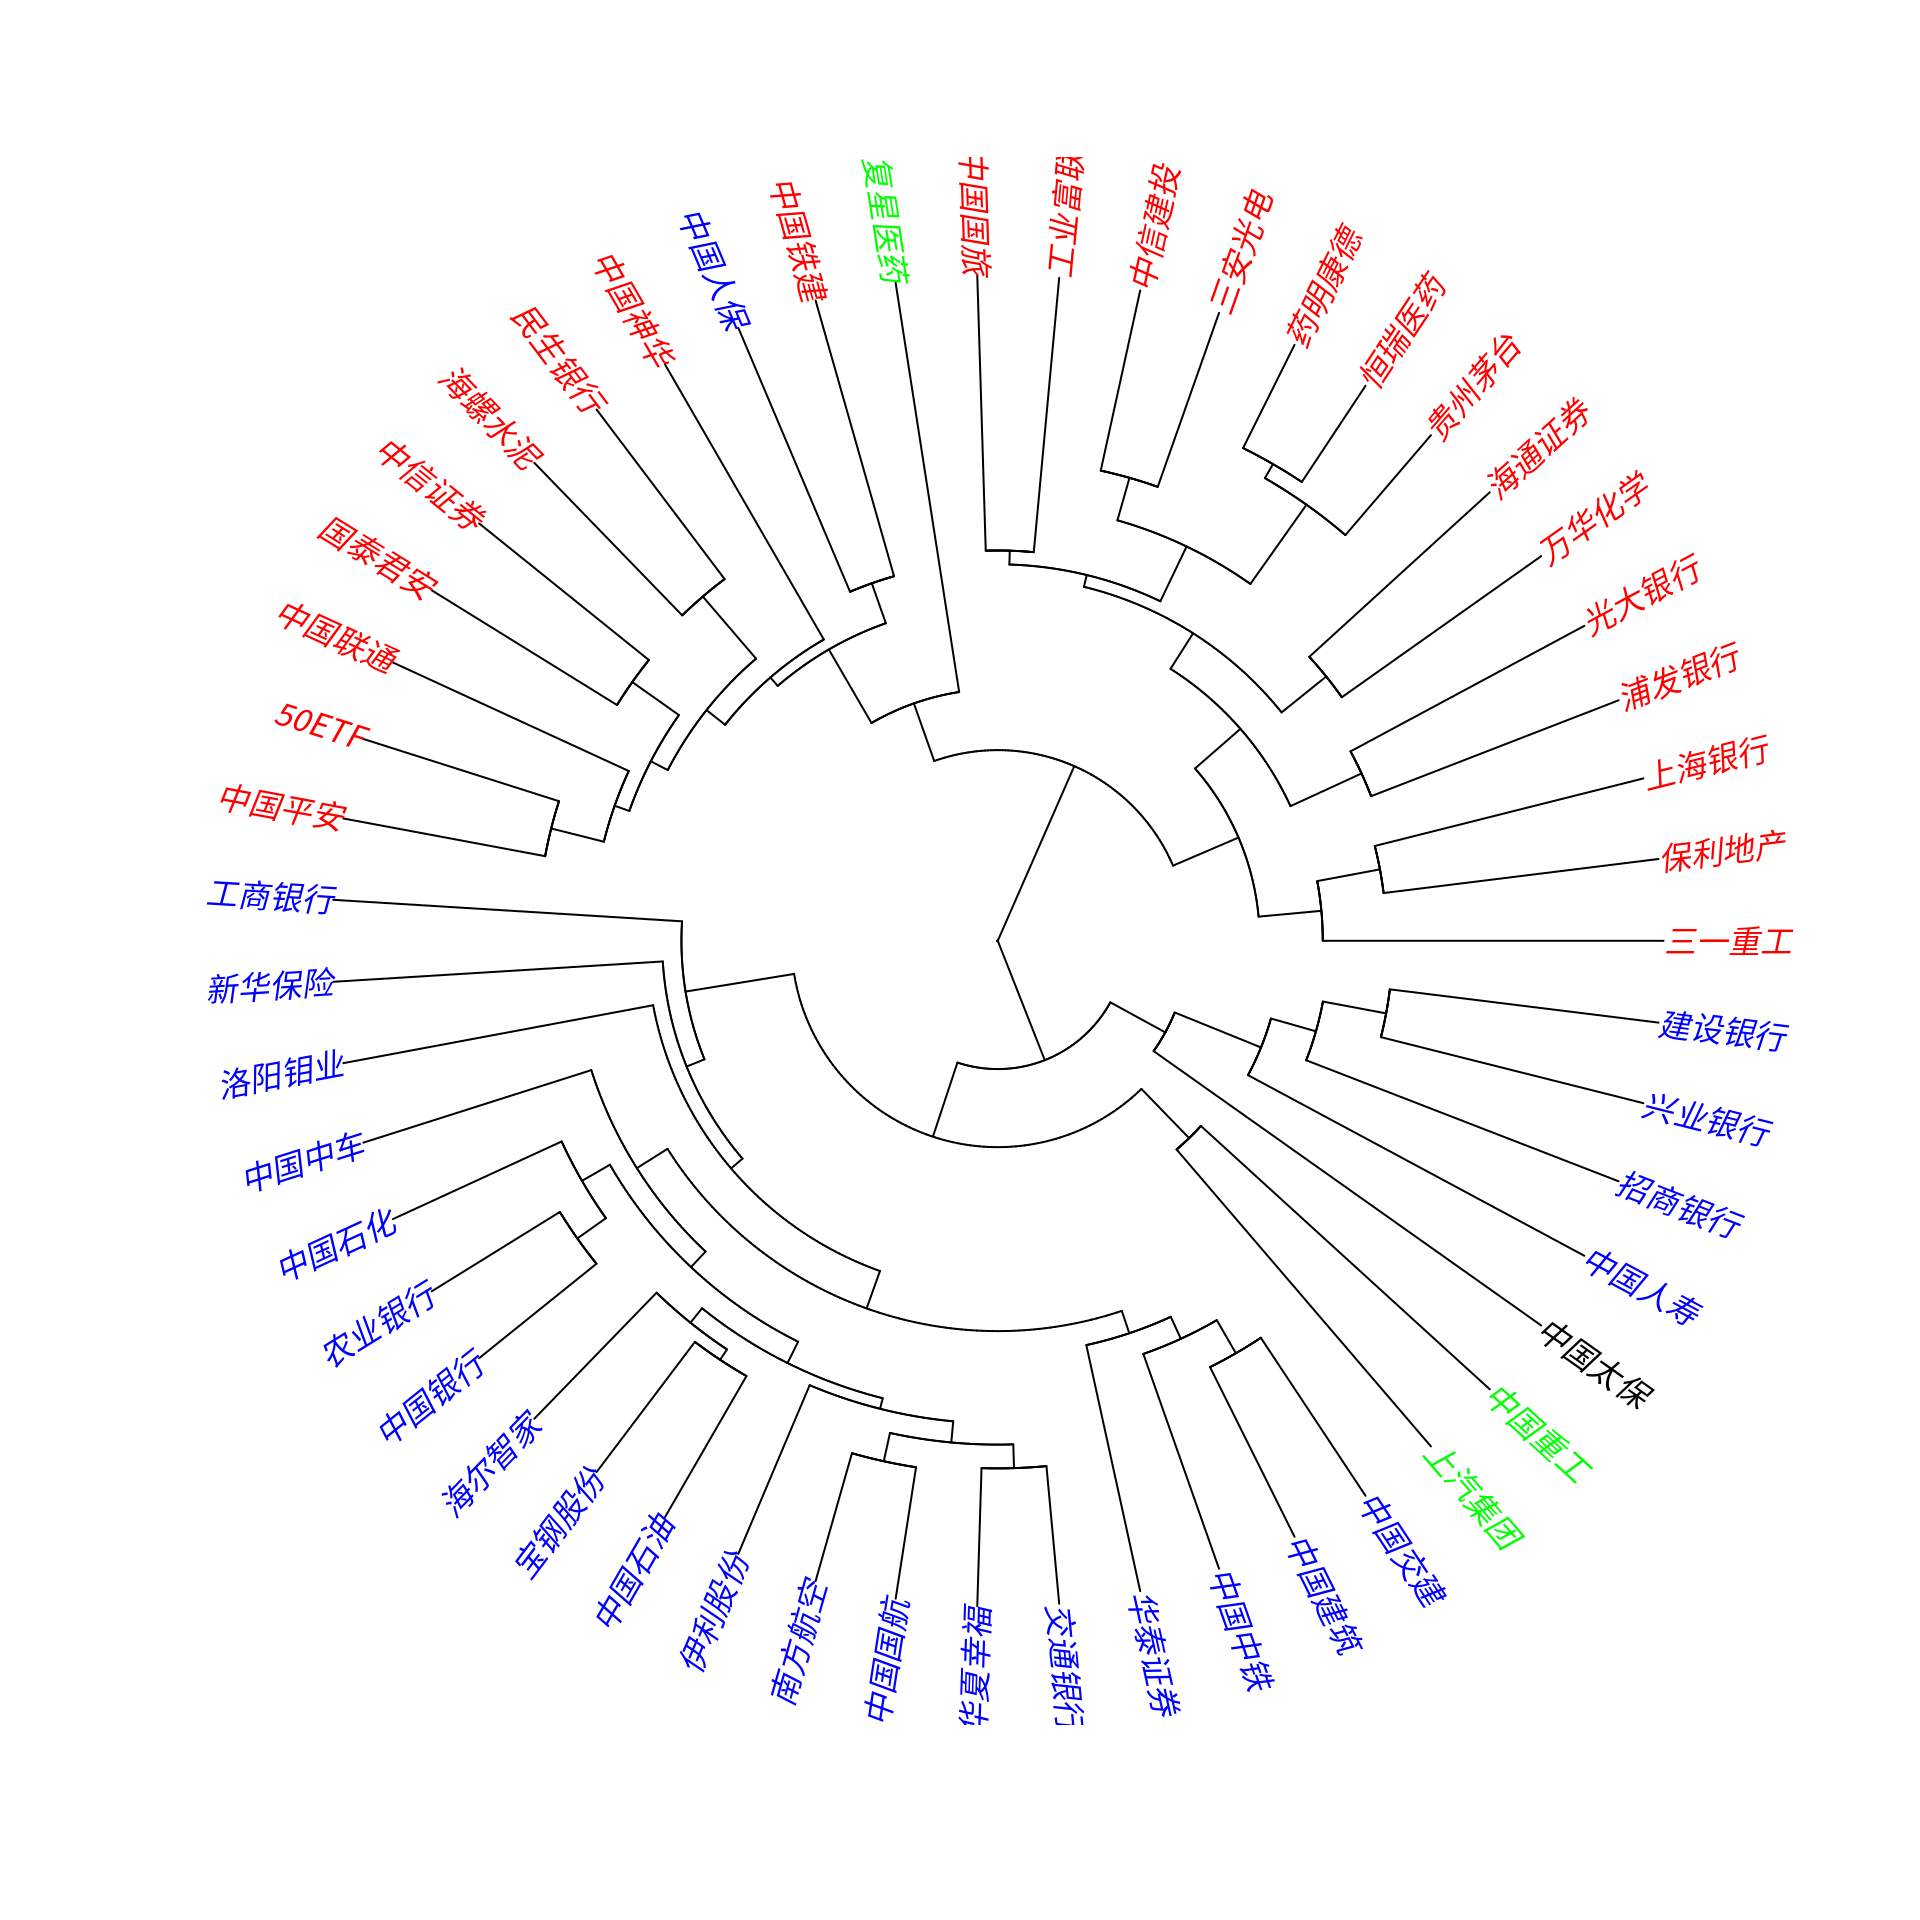 复星医药
中国国旅
工业富联
中信建投
三安光电
药明康德
恒瑞医药
贵州茅台
海通证券
万华化学
光大银行
浦发银行
上海银行
保利地产
三一重工
建设银行
兴业银行
招商银行
中国人寿
中国太保
中国重工
上汽集团
中国交建
中国建筑
中国中铁
华泰证券
交通银行
华夏幸福
中国国航
南方航空
伊利股份
中国石油
宝钢股份
海尔智家
中国银行
农业银行
中国石化
中国中车
洛阳钼业
新华保险
工商银行
中国平安
50ETF
中国联通
国泰君安
中信证券
海螺水泥
民生银行
中国神华
中国人保
中国铁建